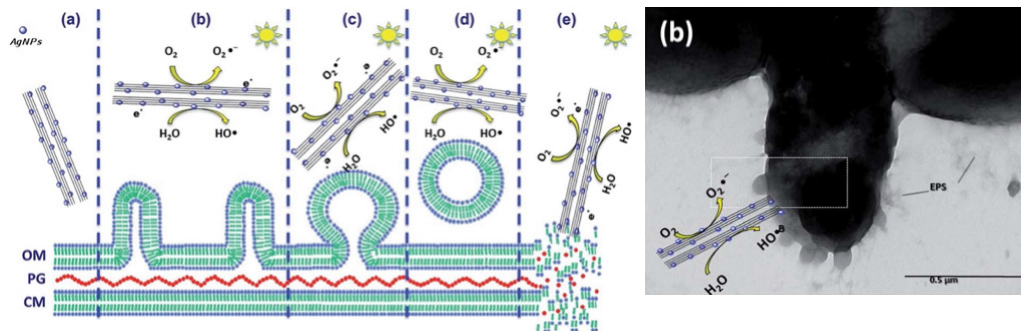 (a)
(b)
(c)
(d)
(e)
AgNPs
O₂
O₂•⁻
e⁻
e⁻
H₂O
HO•
O₂
O₂•⁻
e⁻
HO•
H₂O
e⁻
O₂
O₂•⁻
e⁻
H₂O
HO•
O₂•⁻
e⁻
HO•
O₂
H₂O
e⁻
OM
PG
CM
(b)
O₂•⁻
O₂
HO•
H₂O
EPS
0.5 μm